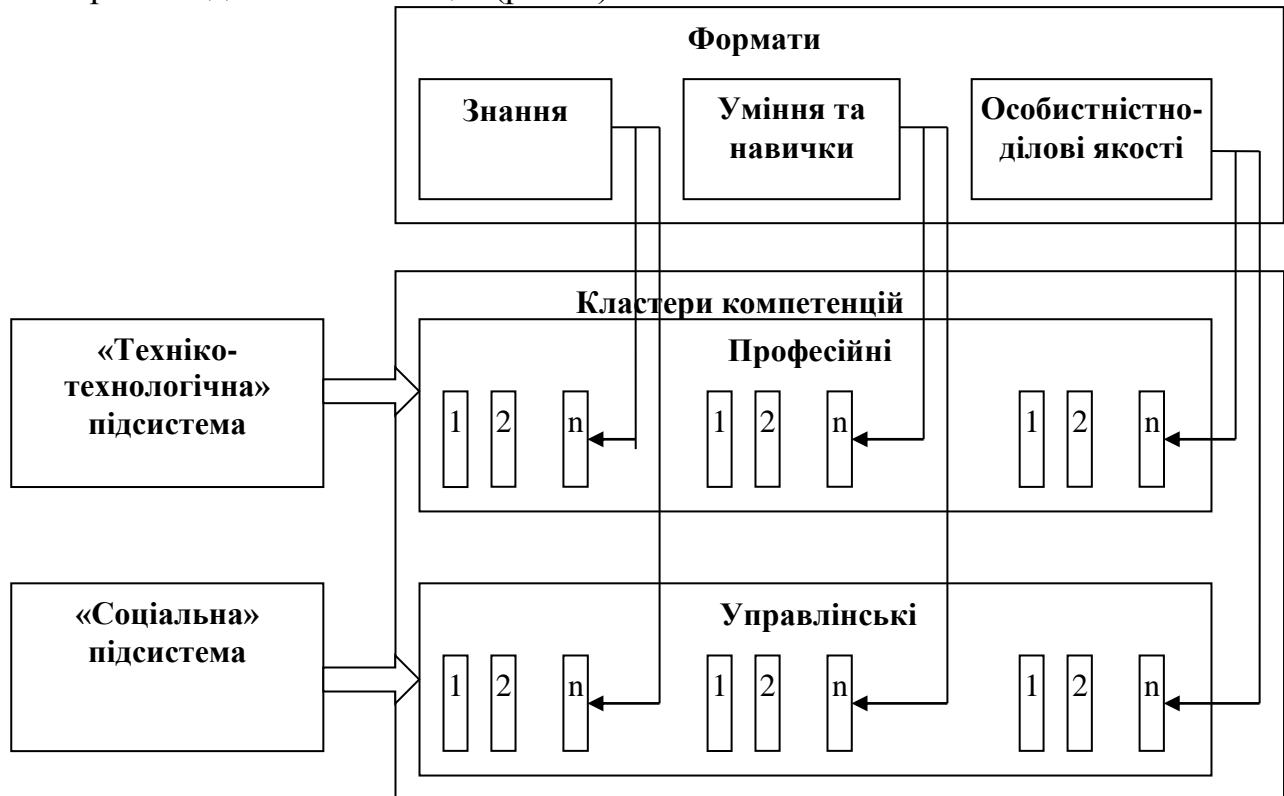 Формати
Знання
Уміння та
навички
Особистністно-
ділові якості
Кластери компетенцій
«Техніко-
технологічна»
підсистема
Професійні
1 2 n 1 2 n 1 2 n
«Соціальна»
підсистема
Управлінські
1 2 n 1 2 n 1 2 n